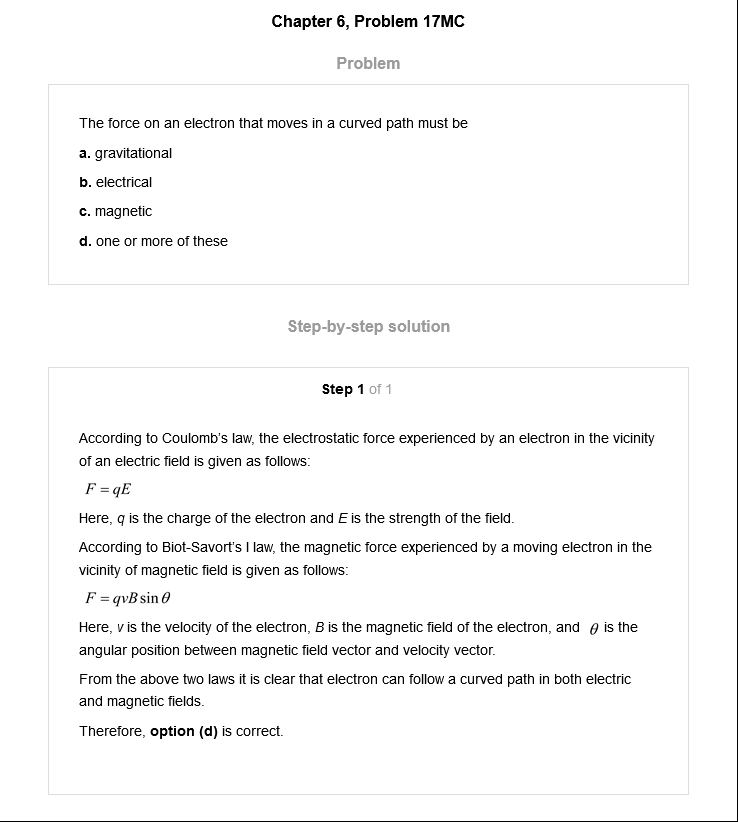 Chapter 6, Problem 17MC
Problem
The force on an electron that moves in a curved path must be
a. gravitational
b. electrical
c. magnetic
d. one or more of these
Step-by-step solution
Step 1 of 1
According to Coulomb's law, the electrostatic force experienced by an electron in the vicinity
of an electric field is given as follows:
F = qE
Here, q is the charge of the electron and E is the strength of the field.
According to Biot-Savort's I law, the magnetic force experienced by a moving electron in the
vicinity of magnetic field is given as follows:
F = qvB sin θ
Here, v is the velocity of the electron, B is the magnetic field of the electron, and θ is the
angular position between magnetic field vector and velocity vector.
From the above two laws it is clear that electron can follow a curved path in both electric
and magnetic fields.
Therefore, option (d) is correct.